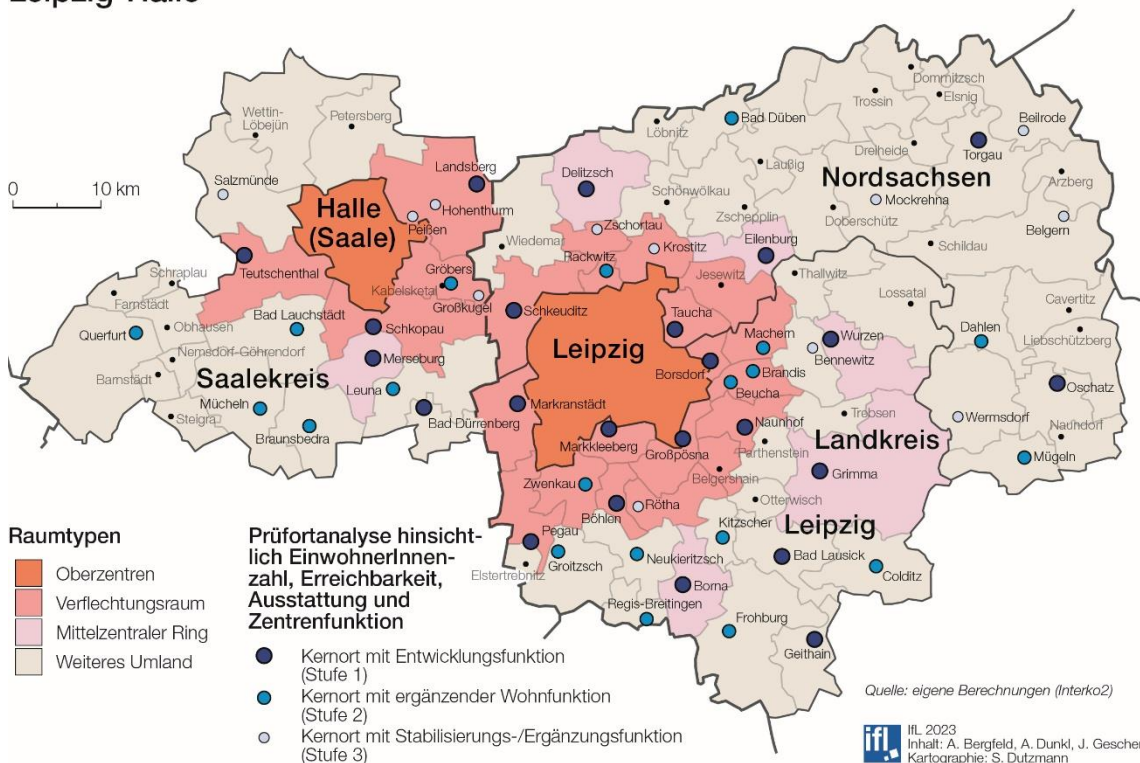 Leipzig-Halle
Dommitzsch
Trossin
Elsnig
Wettin-
Löbejün
Petersberg
Löbnitz
Bad Düben
Beilrode
Dreiheide
Torgau
Landsberg
Delitzsch
Laußig
0 10 km
Salzmünde
Schönwölkau
Nordsachsen
Arzberg
Halle
(Saale)
Hohenthurm
Peißen
Zschortau
Zschepplin
Doberschütz
Mockrehna
Belgern
Wiedemar
Krostitz
Eilenburg
Schildau
Teutschenthal
Gröbers
Rackwitz
Jesewitz
Thallwitz
Schraplau
Kabelsketal
Großkugel
Lossatal
Farnstädt
Bad Lauchstädt
Schkeuditz
Taucha
Cavertitz
Querfurt
Obhausen
Schkopau
Machern
Wurzen
Dahlen
Liebschützberg
Nemsdorf-Göhrendorf
Merseburg
Leipzig
Bennewitz
Barnstädt
Saalekreis
Borsdorf
Brandis
Oschatz
Leuna
Beucha
Mücheln
Markranstädt
Trebsen
Wermsdorf
Steigra
Braunsbedra
Bad Dürrenberg
Markkleeberg
Naunhof
Landkreis
Naundorf
Großpösna
Parthenstein
Mügeln
Zwenkau
Belgershain
Grimma
Böhlen
Rötha
Otterwisch
Pegau
Kitzscher
Leipzig
Elstertrebnitz
Groitzsch
Neukieritzsch
Bad Lausick
Colditz
Borna
Regis-Breitingen
Frohburg
Geithain
Raumtypen
Oberzentren
Verflechtungsraum
Mittelzentraler Ring
Weiteres Umland
Prüfortanalyse hinsicht-
lich EinwohnerInnen-
zahl, Erreichbarkeit,
Ausstattung und
Zentrenfunktion
Kernort mit Entwicklungsfunktion
(Stufe 1)
Kernort mit ergänzender Wohnfunktion
(Stufe 2)
Kernort mit Stabilisierungs-/Ergänzungsfunktion
(Stufe 3)
Quelle: eigene Berechnungen (Interko2)
ifl
IfL 2023
Inhalt: A. Bergfeld, A. Dunkl, J. Gescher
Kartographie: S. Dutzmann